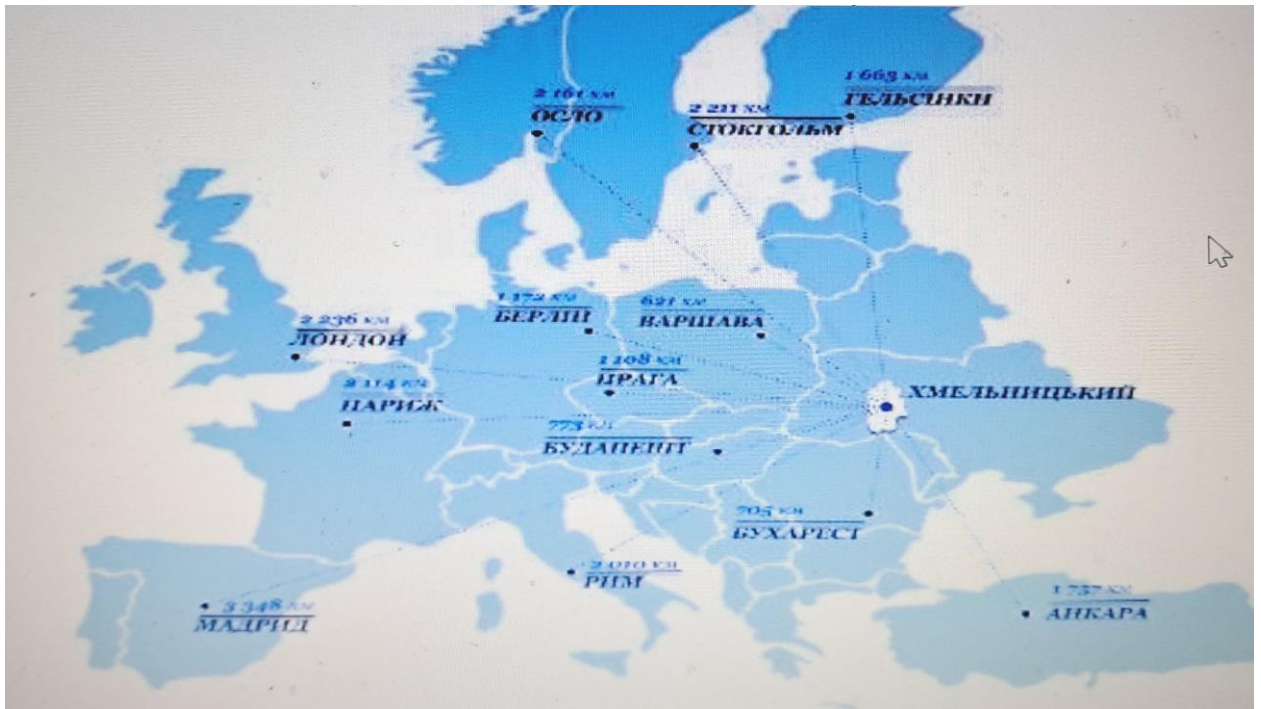 1 663 км
ГЕЛЬСІНКИ
2 161 км
ОСЛО
2 211 км
СТОКГОЛЬМ
1 172 км
БЕРЛІН
621 км
ВАРШАВА
2 236 км
ЛОНДОН
1 108 км
ПРАГА
2 114 км
ПАРИЖ
ХМЕЛЬНИЦЬКИЙ
773 км
БУДАПЕШТ
705 км
БУХАРЕСТ
2 010 км
РИМ
3 348 км
МАДРИД
1 757 км
АНКАРА